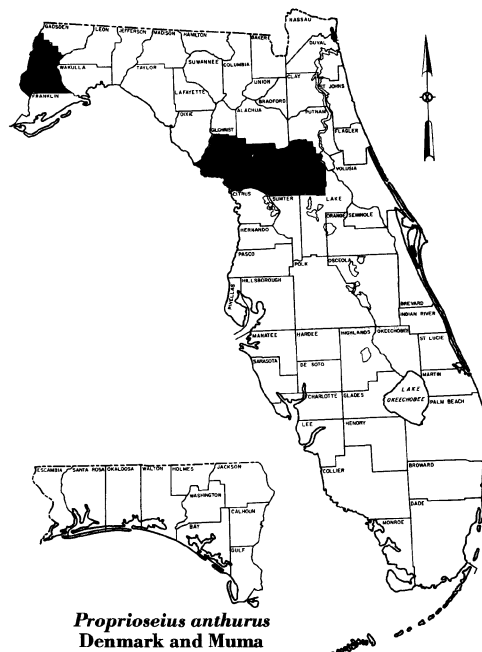 NASSAU
GADSDEN
LEON
JEFFERSON
MADISON
HAMILTON
BAKER
DUVAL
WAKULLA
TAYLOR
SUWANNEE
COLUMBIA
UNION
CLAY
ST JOHNS
FRANKLIN
LAFAYETTE
BRADFORD
DIXIE
ALACHUA
PUTNAM
GILCHRIST
FLAGLER
VOLUSIA
CITRUS
SUMTER
LAKE
ORANGE
SEMINOLE
HERNANDO
PASCO
POLK
OSCEOLA
HILLSBOROUGH
PINELLAS
BREVARD
INDIAN RIVER
MANATEE
HARDEE
HIGHLANDS
OKEECHOBEE
ST LUCIE
SARASOTA
DE SOTO
MARTIN
CHARLOTTE
GLADES
LAKE
OKEECHOBEE
PALM BEACH
LEE
HENDRY
COLLIER
BROWARD
DADE
MONROE
ESCAMBIA
SANTA ROSA
OKALOOSA
WALTON
HOLMES
JACKSON
WASHINGTON
BAY
CALHOUN
GULF
Proprioseius anthurus
Denmark and Muma